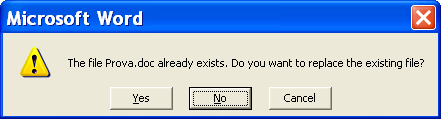 Microsoft Word
The file Prova.doc already exists. Do you want to replace the existing file?
Yes
No
Cancel